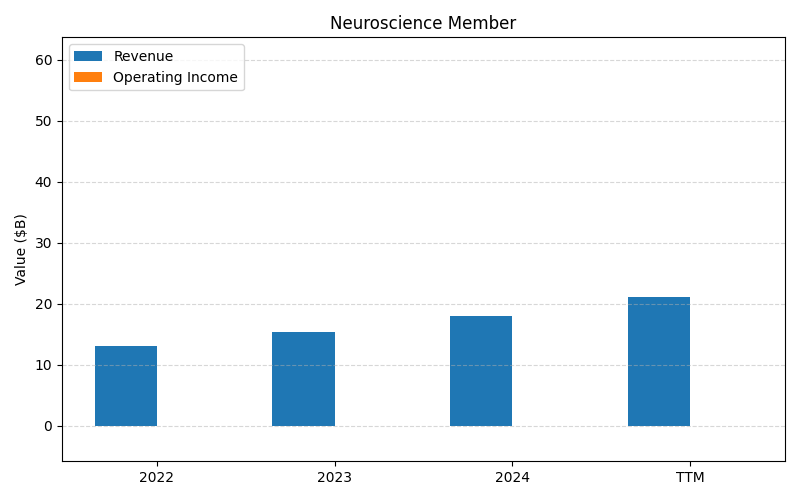 Neuroscience Member
Revenue
Operating Income
Value ($B)
60
50
40
30
20
10
0
2022 2023 2024 TTM